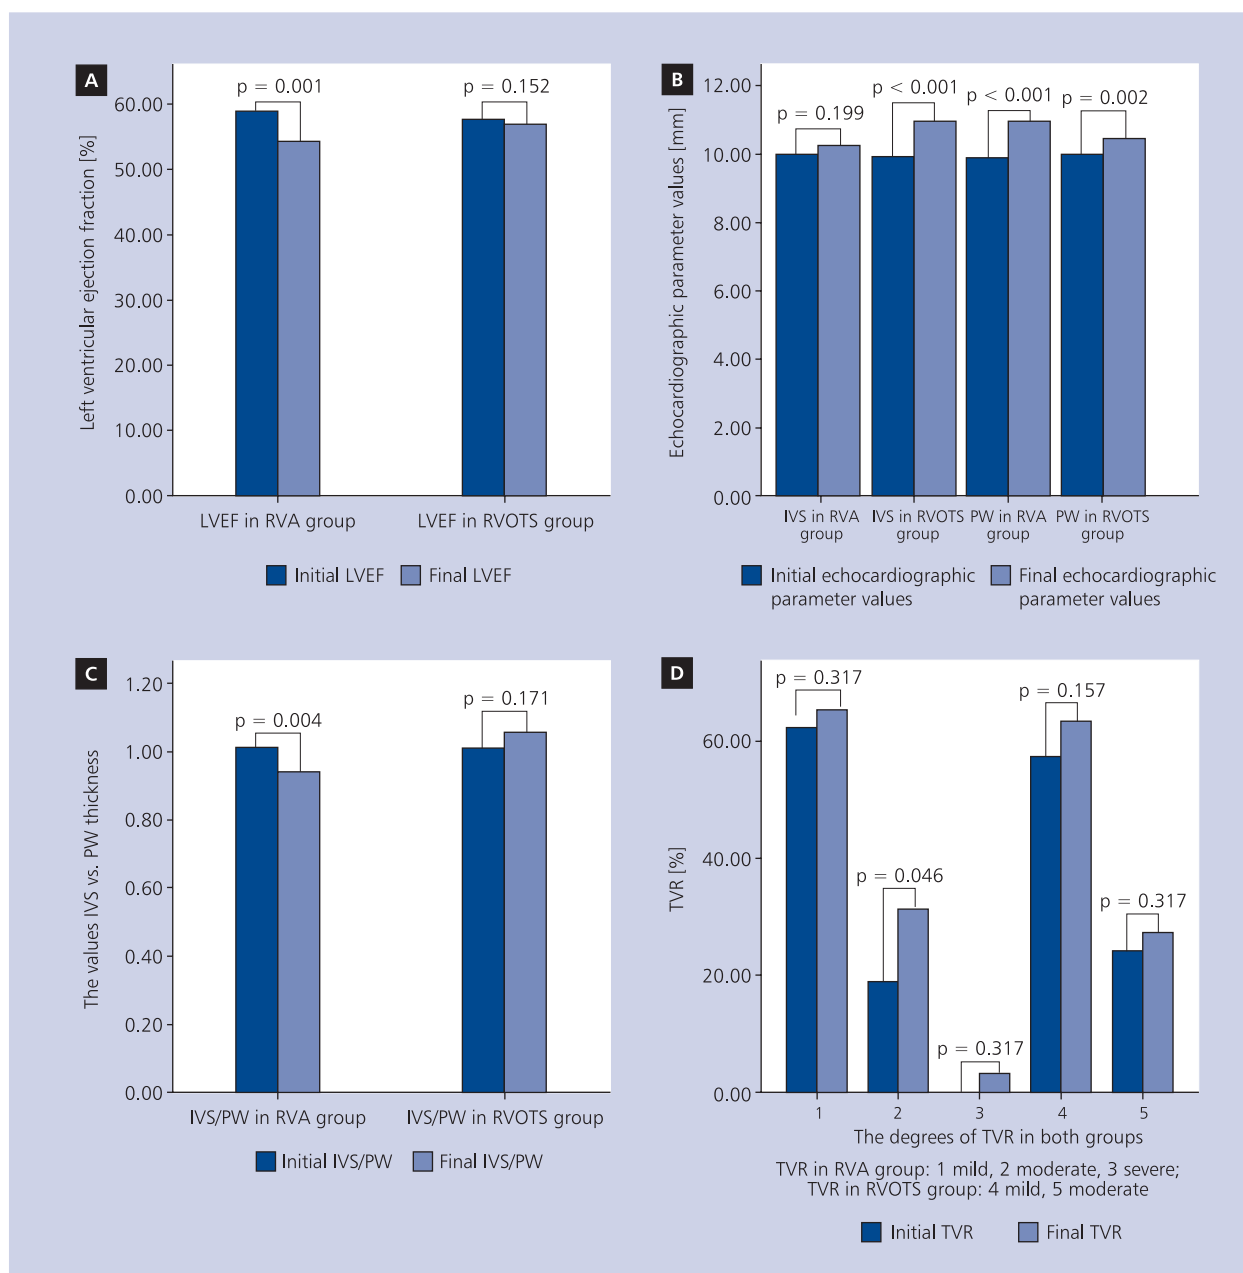 A
p = 0.001
p = 0.152
60.00
50.00
40.00
30.00
20.00
10.00
0.00
Left ventricular ejection fraction [%]
LVEF in RVA group
LVEF in RVOTS group
Initial LVEF
Final LVEF
B
12.00
10.00
8.00
6.00
4.00
2.00
0.00
Echocardiographic parameter values [mm]
p = 0.199
p < 0.001
p < 0.001
p = 0.002
IVS in RVA
group
IVS in RVOTS
group
PW in RVA
group
PW in RVOTS
group
Initial echocardiographic
parameter values
Final echocardiographic
parameter values
C
1.20
1.00
0.80
0.60
0.40
0.20
0.00
The values IVS vs. PW thickness
p = 0.004
p = 0.171
IVS/PW in RVA group
IVS/PW in RVOTS group
Initial IVS/PW
Final IVS/PW
D
60.00
40.00
20.00
0.00
TVR [%]
p = 0.317
p = 0.046
p = 0.317
p = 0.157
p = 0.317
1
2
3
4
5
The degrees of TVR in both groups
TVR in RVA group: 1 mild, 2 moderate, 3 severe;
TVR in RVOTS group: 4 mild, 5 moderate
Initial TVR
Final TVR